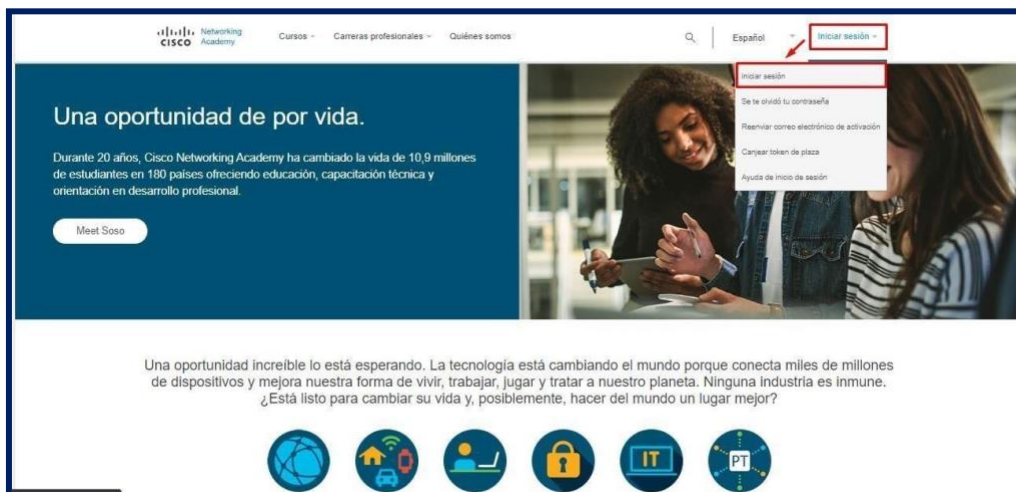 CISCO
Networking
Academy
Cursos
Carreras profesionales
Quiénes somos
Español
Iniciar sesión
Iniciar sesión
Se te olvidó tu contraseña
Reenviar correo electrónico de activación
Canjear token de plaza
Ayuda de inicio de sesión
Una oportunidad de por vida.
Durante 20 años, Cisco Networking Academy ha cambiado la vida de 10,9 millones
de estudiantes en 180 países ofreciendo educación, capacitación técnica y
orientación en desarrollo profesional.
Meet Soso
Una oportunidad increíble lo está esperando. La tecnología está cambiando el mundo porque conecta miles de millones
de dispositivos y mejora nuestra forma de vivir, trabajar, jugar y tratar a nuestro planeta. Ninguna industria es inmune.
¿Está listo para cambiar su vida y, posiblemente, hacer del mundo un lugar mejor?
IT
PT